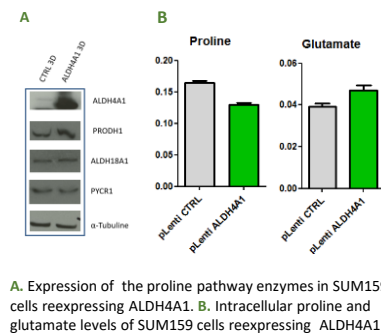 A
B
CTRL 3D
ALDH4A1 3D
ALDH4A1
PRODH1
ALDH18A1
PYCR1
α-Tubuline
Proline
0.20
0.15
0.10
0.05
0.00
pLenti CTRL
pLenti ALDH4A1
Glutamate
0.06
0.04
0.02
0.00
pLenti CTRL
pLenti ALDH4A1
A. Expression of the proline pathway enzymes in SUM159
cells reexpressing ALDH4A1. B. Intracellular proline and
glutamate levels of SUM159 cells reexpressing ALDH4A1